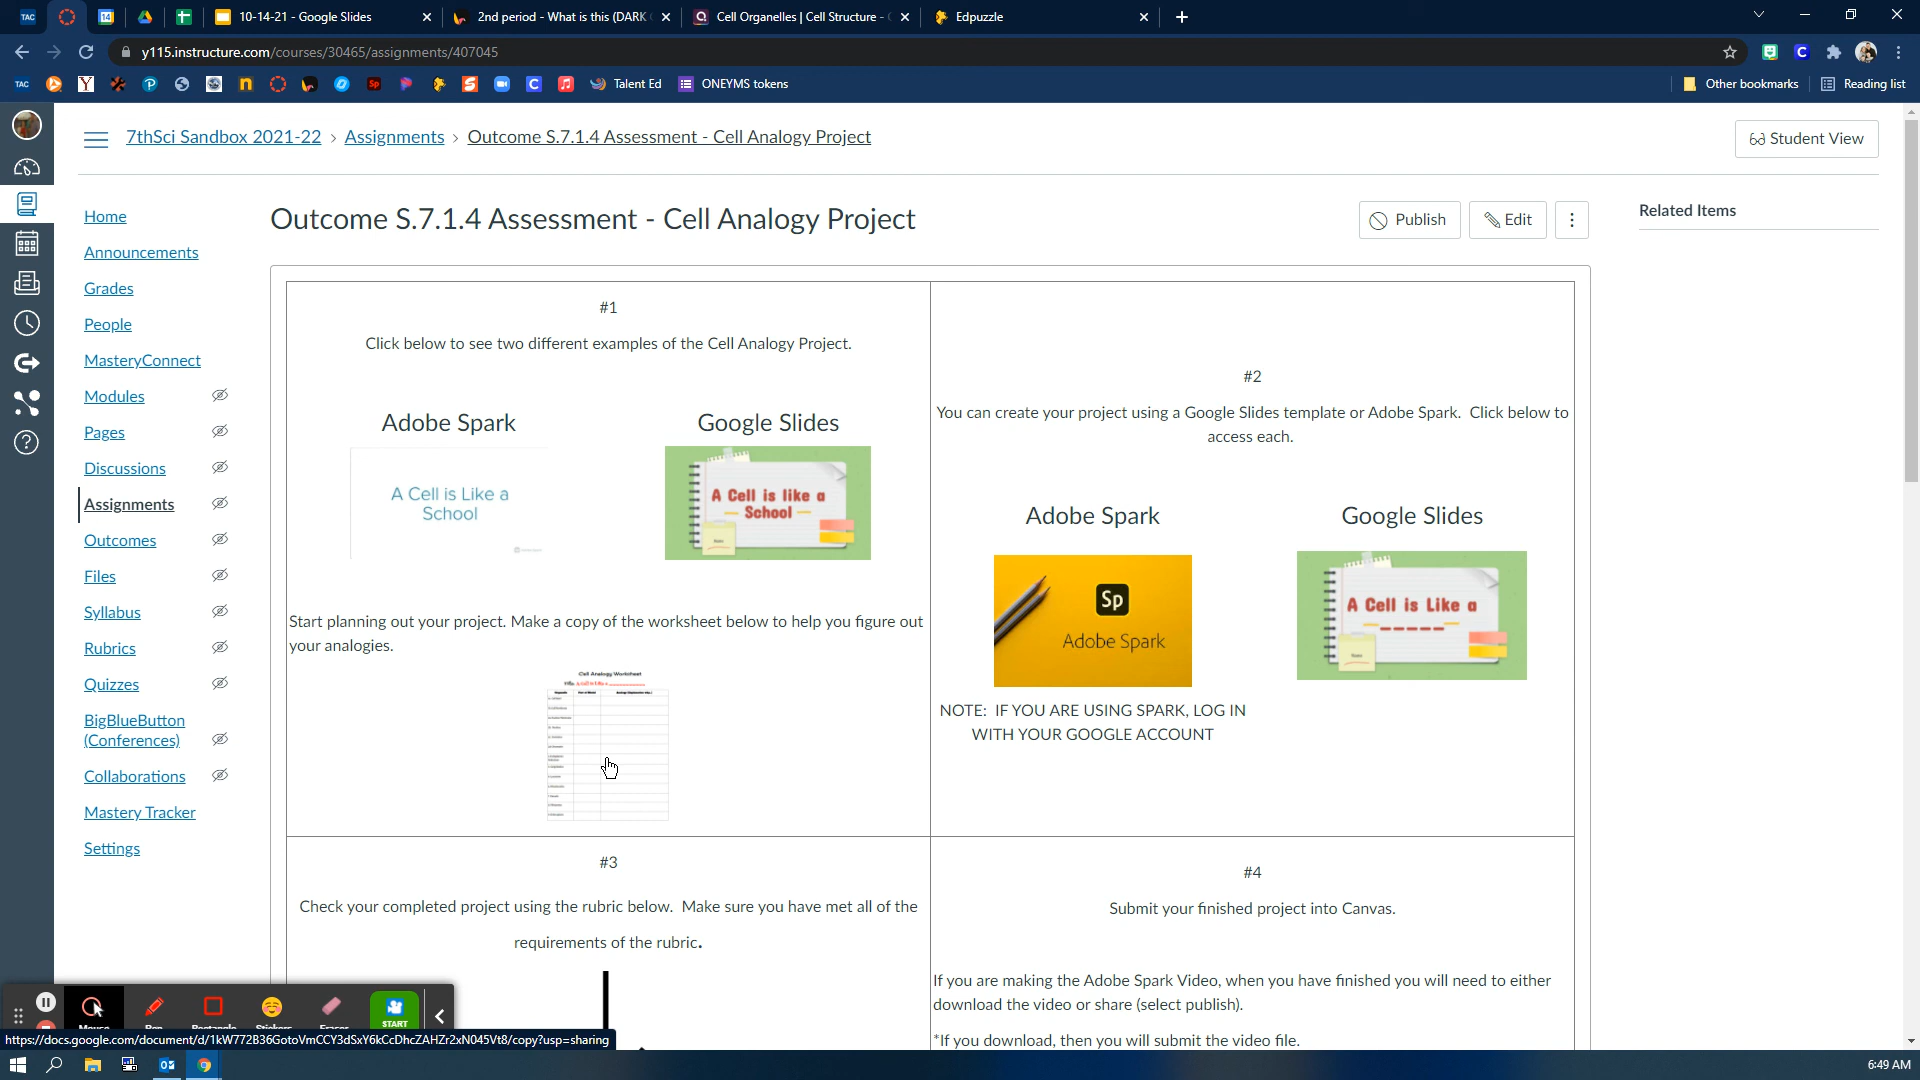 10-14-21 - Google Slides
2nd period - What is this (DARK
Cell Organelles | Cell Structure -
Edpuzzle
y115.instructure.com/courses/30465/assignments/407045
TAC
Talent Ed
ONEYMS tokens
Other bookmarks
Reading list
7thSci Sandbox 2021-22 › Assignments › Outcome S.7.1.4 Assessment - Cell Analogy Project
Student View
Home
Announcements
Grades
People
MasteryConnect
Modules
Pages
Discussions
Assignments
Outcomes
Files
Syllabus
Rubrics
Quizzes
BigBlueButton
(Conferences)
Collaborations
Mastery Tracker
Settings
Outcome S.7.1.4 Assessment - Cell Analogy Project
Publish
Edit
Related Items
#1
Click below to see two different examples of the Cell Analogy Project.
Adobe Spark
Google Slides
A Cell is Like a
School
A Cell is like a
School
Start planning out your project. Make a copy of the worksheet below to help you figure out
your analogies.
Cell Analogy Worksheet
#2
You can create your project using a Google Slides template or Adobe Spark. Click below to
access each.
Adobe Spark
Google Slides
Sp
Adobe Spark
A Cell is Like a
NOTE: IF YOU ARE USING SPARK, LOG IN
WITH YOUR GOOGLE ACCOUNT
#3
Check your completed project using the rubric below. Make sure you have met all of the
requirements of the rubric.
#4
Submit your finished project into Canvas.
If you are making the Adobe Spark Video, when you have finished you will need to either
download the video or share (select publish).
*If you download, then you will submit the video file.
Mouse
Pen
Rectangle
Stickers
Eraser
START
https://docs.google.com/document/d/1kW772B36GotoVmCCY3dSxY6kCcDhcZAHZr2xN045Vt8/copy?usp=sharing
6:49 AM